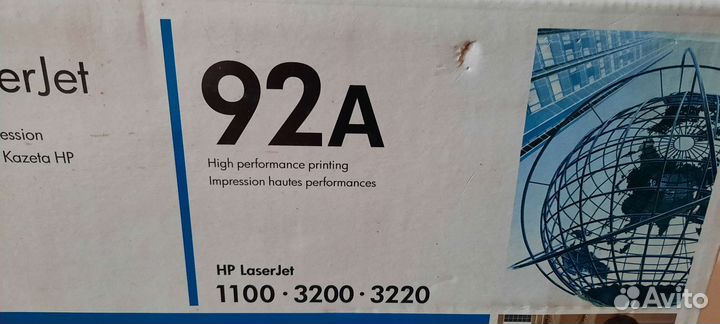 erJet
ession
Kazeta HP
92A
High performance printing
Impression hautes performances
HP LaserJet
1100 · 3200 · 3220
Avito